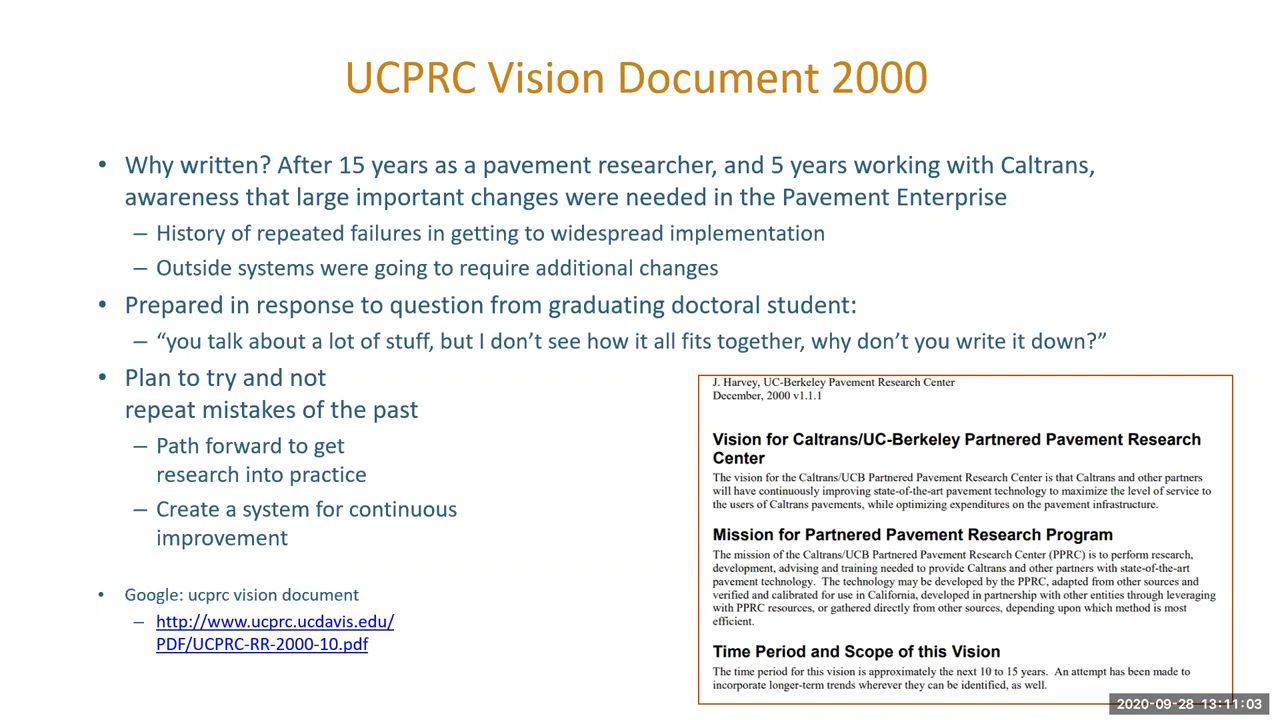 UCPRC Vision Document 2000
• Why written? After 15 years as a pavement researcher, and 5 years working with Caltrans,
awareness that large important changes were needed in the Pavement Enterprise
– History of repeated failures in getting to widespread implementation
– Outside systems were going to require additional changes
• Prepared in response to question from graduating doctoral student:
– “you talk about a lot of stuff, but I don’t see how it all fits together, why don’t you write it down?”
• Plan to try and not
repeat mistakes of the past
– Path forward to get
research into practice
– Create a system for continuous
improvement
• Google: ucprc vision document
– http://www.ucprc.ucdavis.edu/
PDF/UCPRC-RR-2000-10.pdf
J. Harvey, UC-Berkeley Pavement Research Center
December, 2000 v1.1.1
Vision for Caltrans/UC-Berkeley Partnered Pavement Research
Center
The vision for the Caltrans/UCB Partnered Pavement Research Center is that Caltrans and other partners
will have continuously improving state-of-the-art pavement technology to maximize the level of service to
the users of Caltrans pavements, while optimizing expenditures on the pavement infrastructure.
Mission for Partnered Pavement Research Program
The mission of the Caltrans/UCB Partnered Pavement Research Center (PPRC) is to perform research,
development, advising and training needed to provide Caltrans and other partners with state-of-the-art
pavement technology. The technology may be developed by the PPRC, adapted from other sources and
verified and calibrated for use in California, developed in partnership with other entities through leveraging
with PPRC resources, or gathered directly from other sources, depending upon which method is most
efficient.
Time Period and Scope of this Vision
The time period for this vision is approximately the next 10 to 15 years. An attempt has been made to
incorporate longer-term trends wherever they can be identified, as well.
2020-09-28 13:11:03